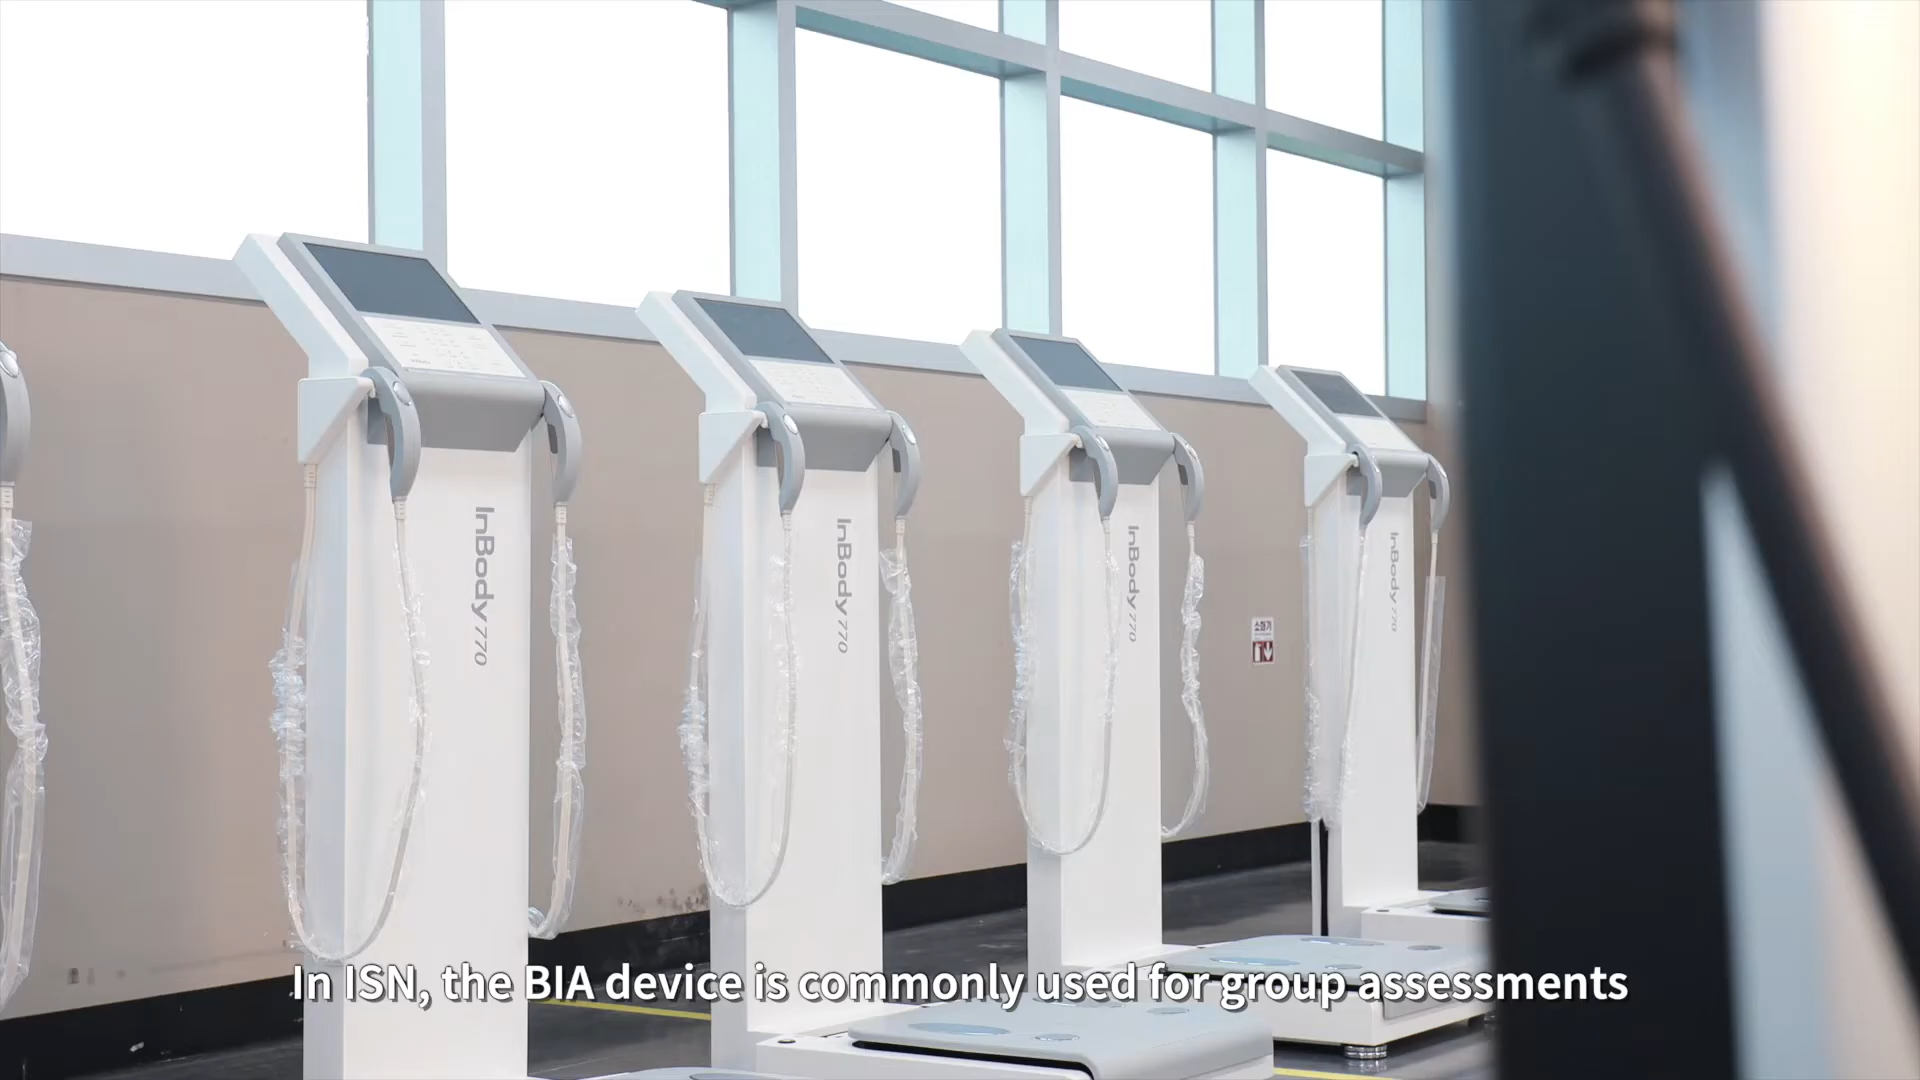 InBody 770
InBody 770
InBody 770
InBody 770
소화기
In ISN, the BIA device is commonly used for group assessments